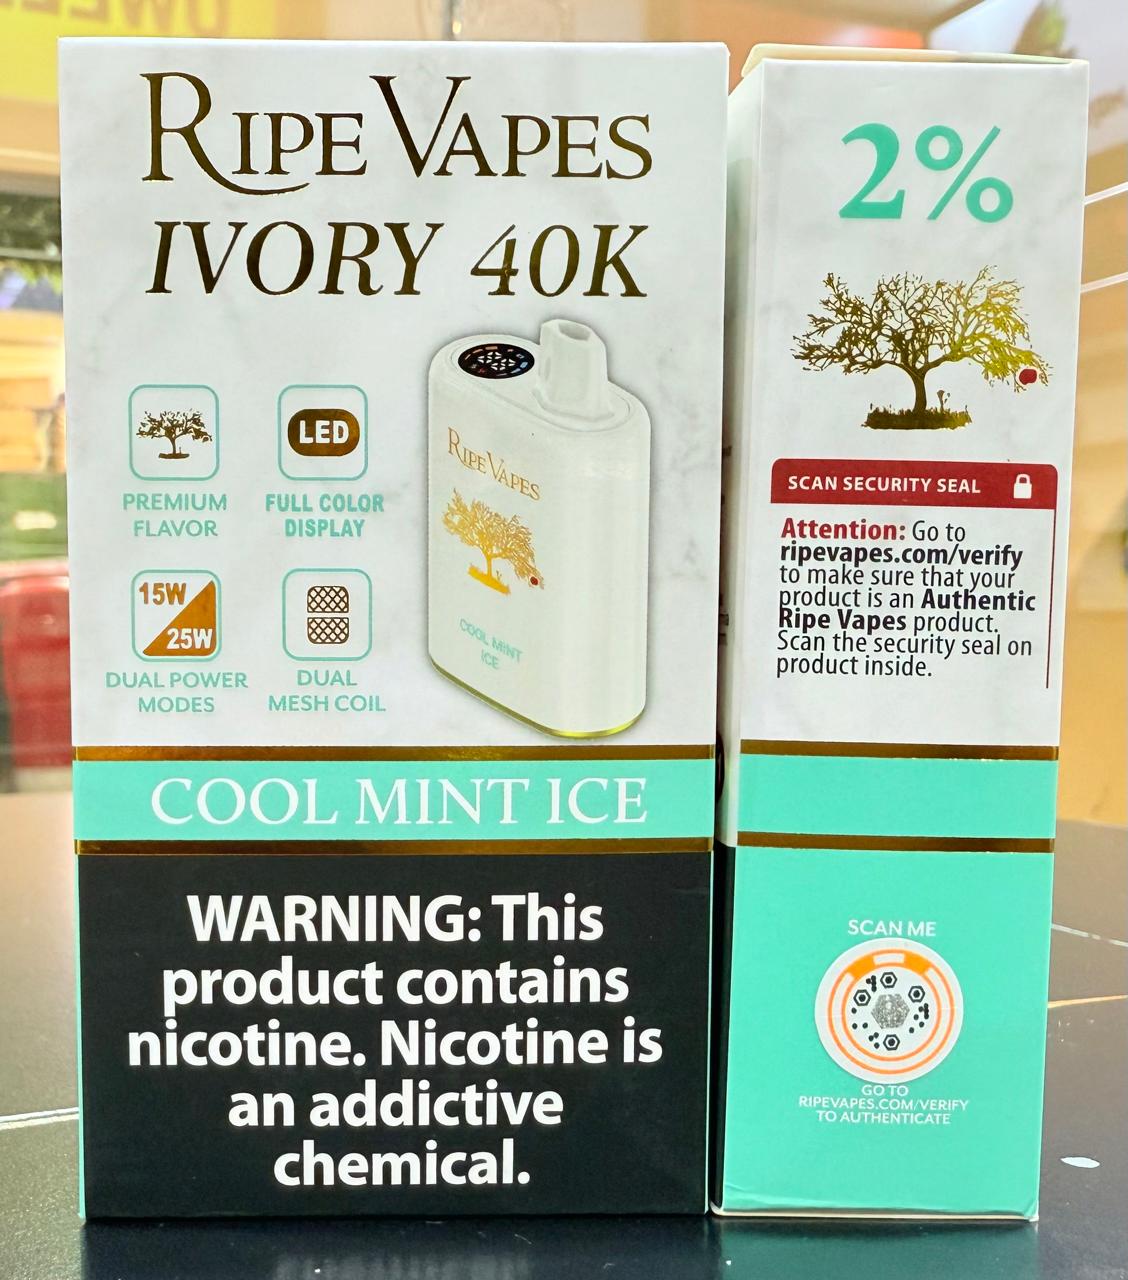 RIPE VAPES
IVORY 40K
PREMIUM
FLAVOR
LED
FULL COLOR
DISPLAY
15W
25W
DUAL POWER
MODES
DUAL
MESH COIL
RIPE VAPES
COOL MINT
ICE
COOL MINT ICE
WARNING: This
product contains
nicotine. Nicotine is
an addictive
chemical.
2%
SCAN SECURITY SEAL
Attention: Go to
ripevapes.com/verify
to make sure that your
product is an Authentic
Ripe Vapes product.
Scan the security seal on
product inside.
SCAN ME
GO TO
RIPEVAPES.COM/VERIFY
TO AUTHENTICATE